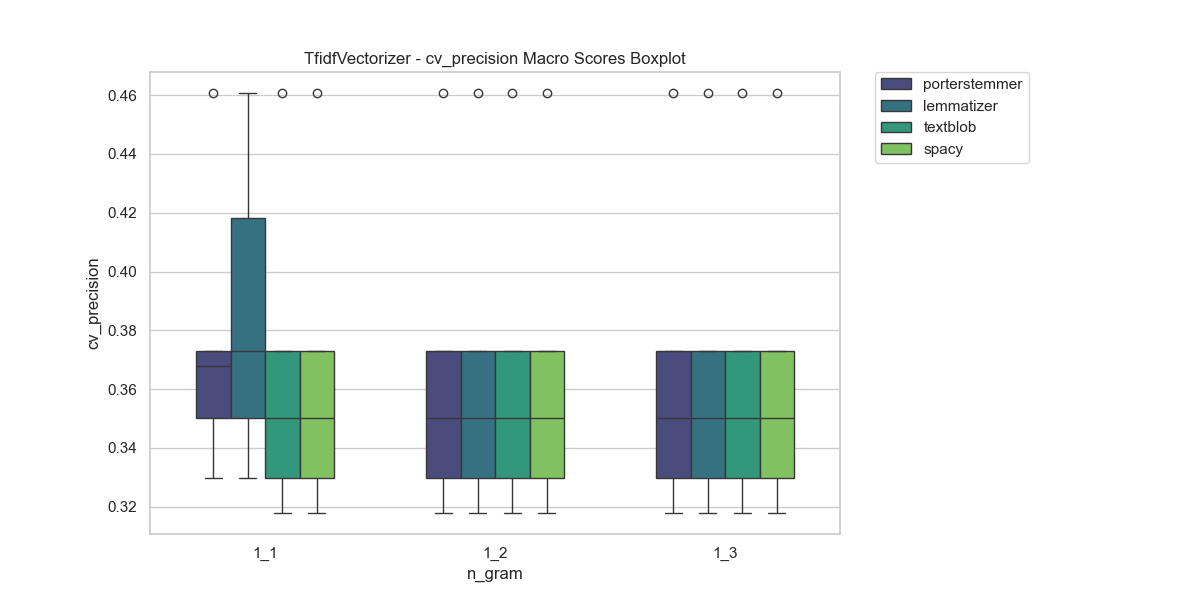 TfidfVectorizer - cv_precision Macro Scores Boxplot
porterstemmer
lemmatizer
textblob
spacy
cv_precision
0.46
0.44
0.42
0.40
0.38
0.36
0.34
0.32
1_1
1_2
1_3
n_gram